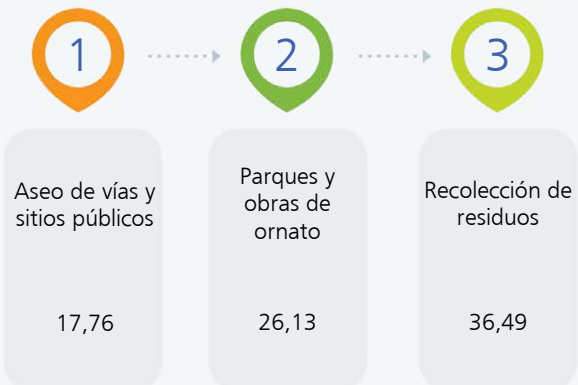 1
2
3
Aseo de vías y
sitios públicos
17,76
Parques y
obras de
ornato
26,13
Recolección de
residuos
36,49